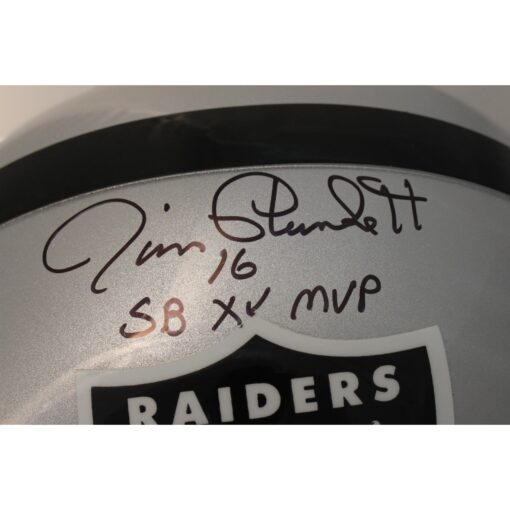 Jim Plunkett
16
SB XV MVP
RAIDERS